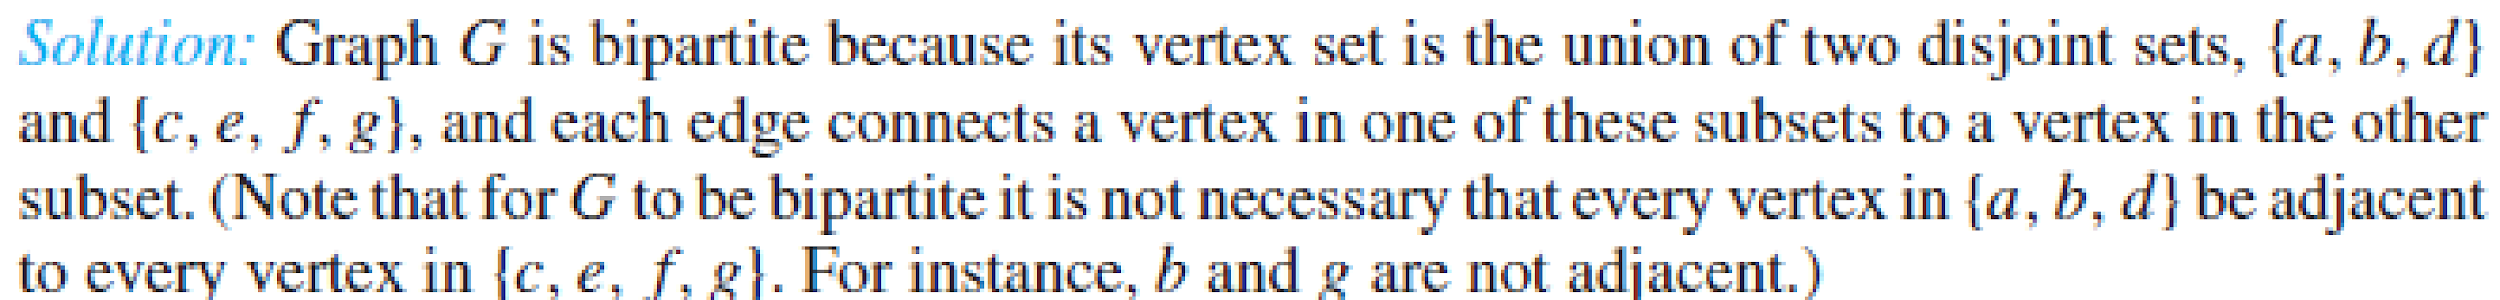 Solution: Graph G is bipartite because its vertex set is the union of two disjoint sets, {a, b, d}
and {c, e, f, g}, and each edge connects a vertex in one of these subsets to a vertex in the other
subset. (Note that for G to be bipartite it is not necessary that every vertex in {a, b, d} be adjacent
to every vertex in {c, e, f, g}. For instance, b and g are not adjacent.)